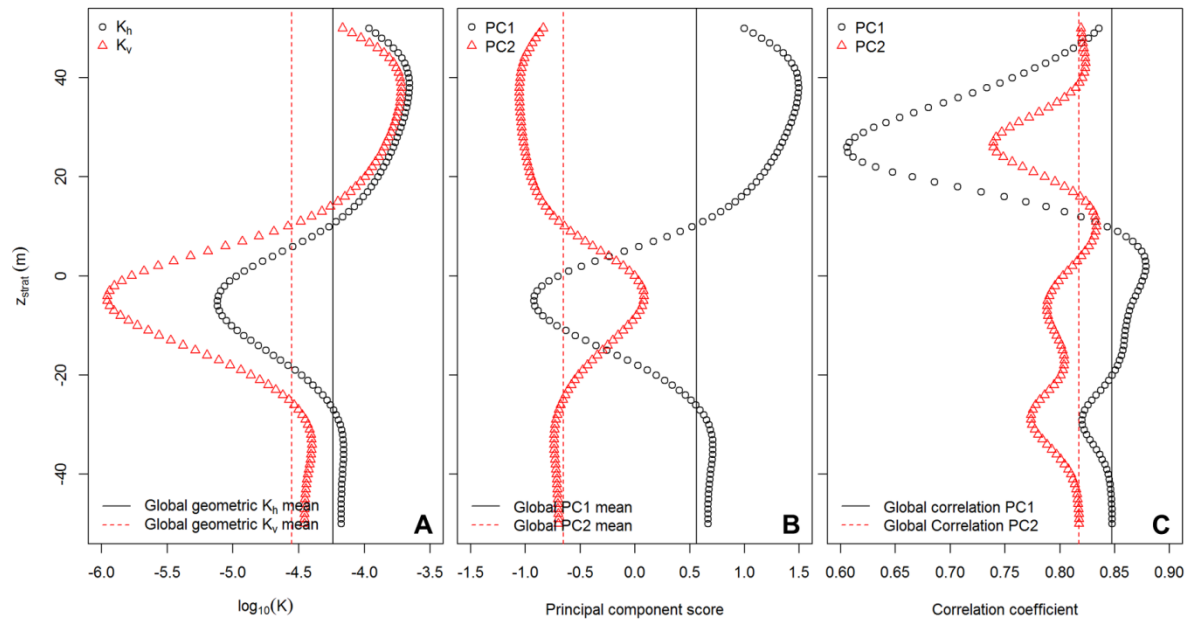 K_h
K_v
Global geometric K_h mean
Global geometric K_v mean
A
PC1
PC2
Global PC1 mean
Global PC2 mean
B
PC1
PC2
Global correlation PC1
Global Correlation PC2
C
z_strat (m)
40
20
0
-20
-40
-6.0 -5.5 -5.0 -4.5 -4.0 -3.5
log_10(K)
-1.5 -1.0 -0.5 0.0 0.5 1.0 1.5
Principal component score
0.60 0.65 0.70 0.75 0.80 0.85 0.90
Correlation coefficient